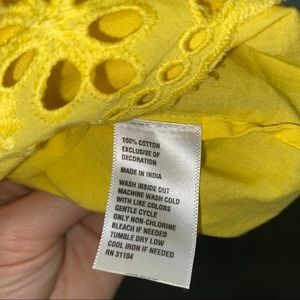 100% COTTON
EXCLUSIVE OF
DECORATION
MADE IN INDIA
WASH INSIDE OUT
MACHINE WASH COLD
WITH LIKE COLORS
GENTLE CYCLE
ONLY NON-CHLORINE
BLEACH IF NEEDED
TUMBLE DRY LOW
COOL IRON IF NEEDED
RN 31104